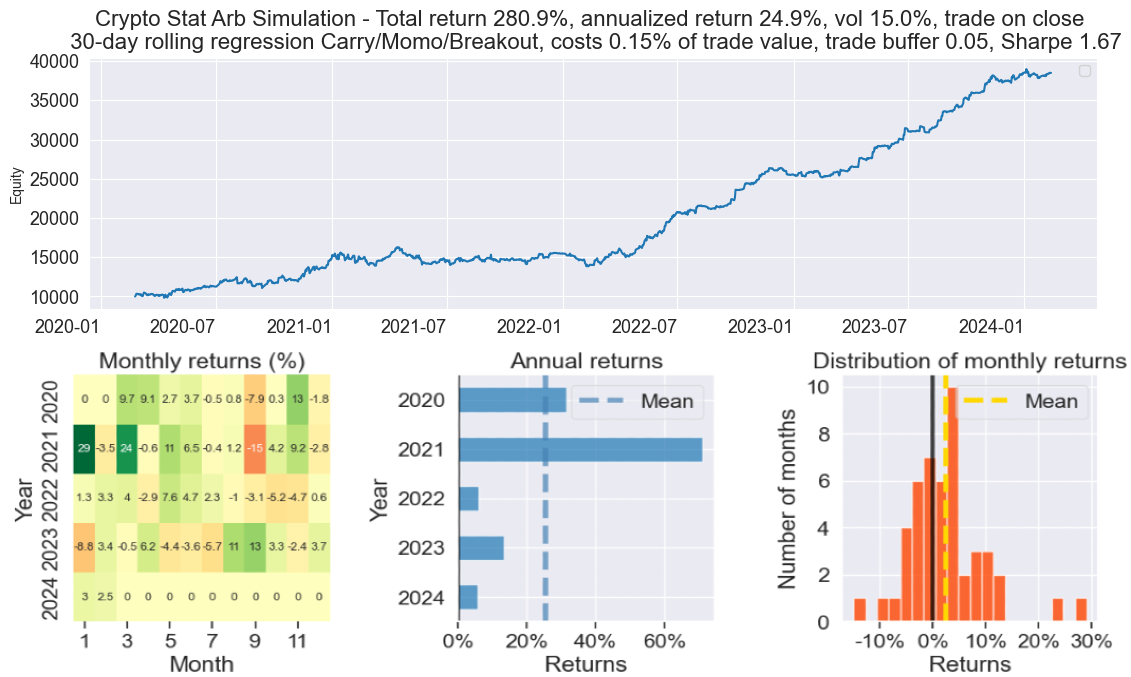 Crypto Stat Arb Simulation - Total return 280.9%, annualized return 24.9%, vol 15.0%, trade on close
30-day rolling regression Carry/Momo/Breakout, costs 0.15% of trade value, trade buffer 0.05, Sharpe 1.67
Equity
40000
35000
30000
25000
20000
15000
10000
2020-01 2020-07 2021-01 2021-07 2022-01 2022-07 2023-01 2023-07 2024-01
Monthly returns (%)
Year
2020 0 0 9.7 9.1 2.7 3.7 -0.5 0.8 -7.9 0.3 13 -1.8
2021 29 -3.5 24 -0.6 11 6.5 -0.4 1.2 -15 4.2 9.2 -2.8
2022 1.3 3.3 4 -2.9 7.6 4.7 2.3 -1 -3.1 -5.2 -4.7 0.6
2023 -8.8 3.4 -0.5 6.2 -4.4 -3.6 -5.7 11 13 3.3 -2.4 3.7
2024 3 2.5 0 0 0 0 0 0 0 0 0 0
1 3 5 7 9 11
Month
Annual returns
Mean
Year
2020
2021
2022
2023
2024
0% 20% 40% 60%
Returns
Distribution of monthly returns
Mean
Number of months
10
8
6
4
2
0
-10% 0% 10% 20% 30%
Returns